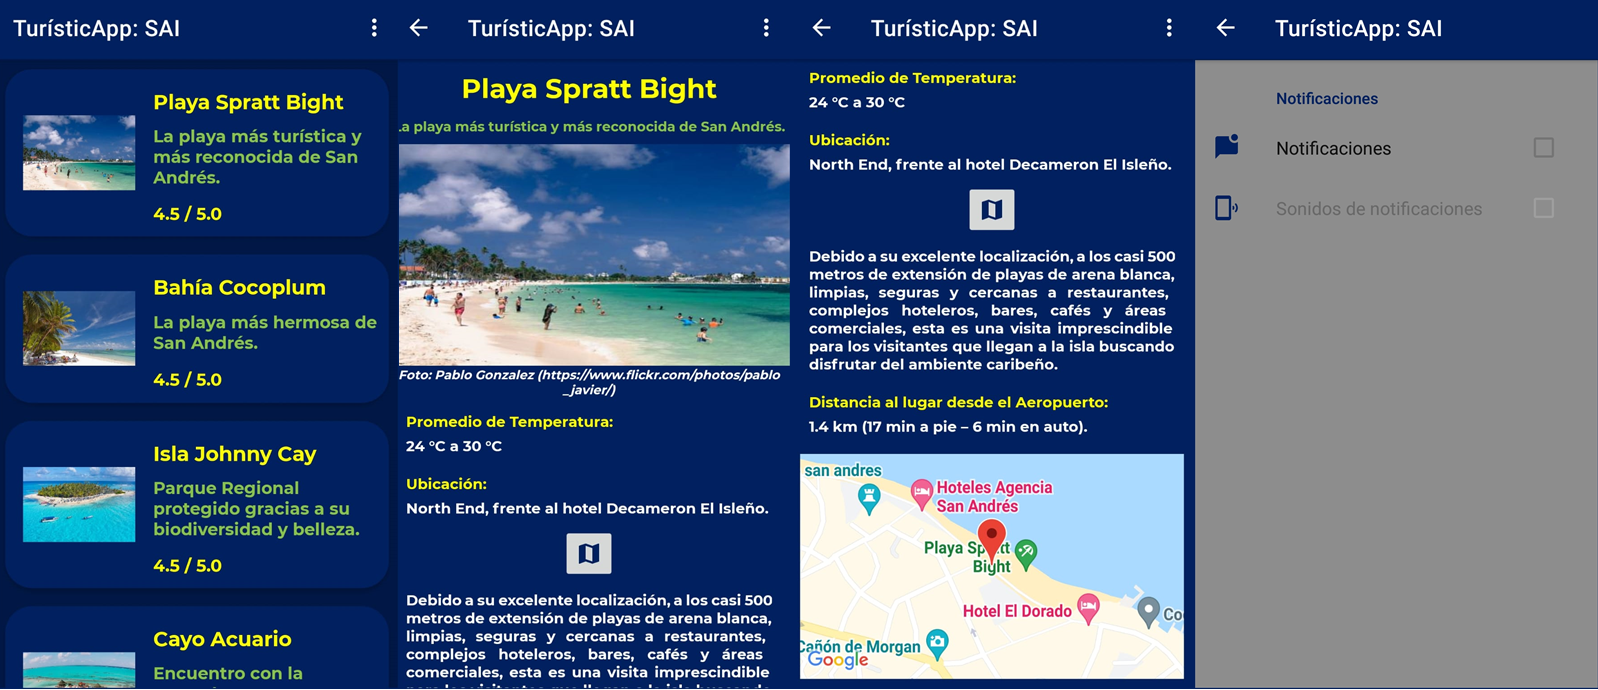 TurísticApp: SAI
Playa Spratt Bight
La playa más turística y
más reconocida de San
Andrés.
4.5 / 5.0
Bahía Cocoplum
La playa más hermosa de
San Andrés.
4.5 / 5.0
Isla Johnny Cay
Parque Regional
protegido gracias a su
biodiversidad y belleza.
4.5 / 5.0
Cayo Acuario
Encuentro con la
TurísticApp: SAI
Playa Spratt Bight
La playa más turística y más reconocida de San Andrés.
Foto: Pablo Gonzalez (https://www.flickr.com/photos/pablo
_javier/)
Promedio de Temperatura:
24 °C a 30 °C
Ubicación:
North End, frente al hotel Decameron El Isleño.
Debido a su excelente localización, a los casi 500
metros de extensión de playas de arena blanca,
limpias, seguras y cercanas a restaurantes,
complejos hoteleros, bares, cafés y áreas
comerciales, esta es una visita imprescindible
para los visitantes que llegan a la isla buscando
TurísticApp: SAI
Promedio de Temperatura:
24 °C a 30 °C
Ubicación:
North End, frente al hotel Decameron El Isleño.
Debido a su excelente localización, a los casi 500
metros de extensión de playas de arena blanca,
limpias, seguras y cercanas a restaurantes,
complejos hoteleros, bares, cafés y áreas
comerciales, esta es una visita imprescindible
para los visitantes que llegan a la isla buscando
disfrutar del ambiente caribeño.
Distancia al lugar desde el Aeropuerto:
1.4 km (17 min a pie – 6 min en auto).
san andres
Hoteles Agencia
San Andrés
Playa Spratt
Bight
Hotel El Dorado
Co
Cañón de Morgan
Google
TurísticApp: SAI
Notificaciones
Notificaciones
Sonidos de notificaciones